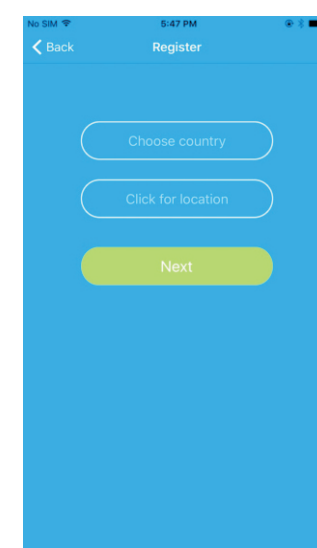 No SIM 5:47 PM
Back Register
Choose country
Click for location
Next